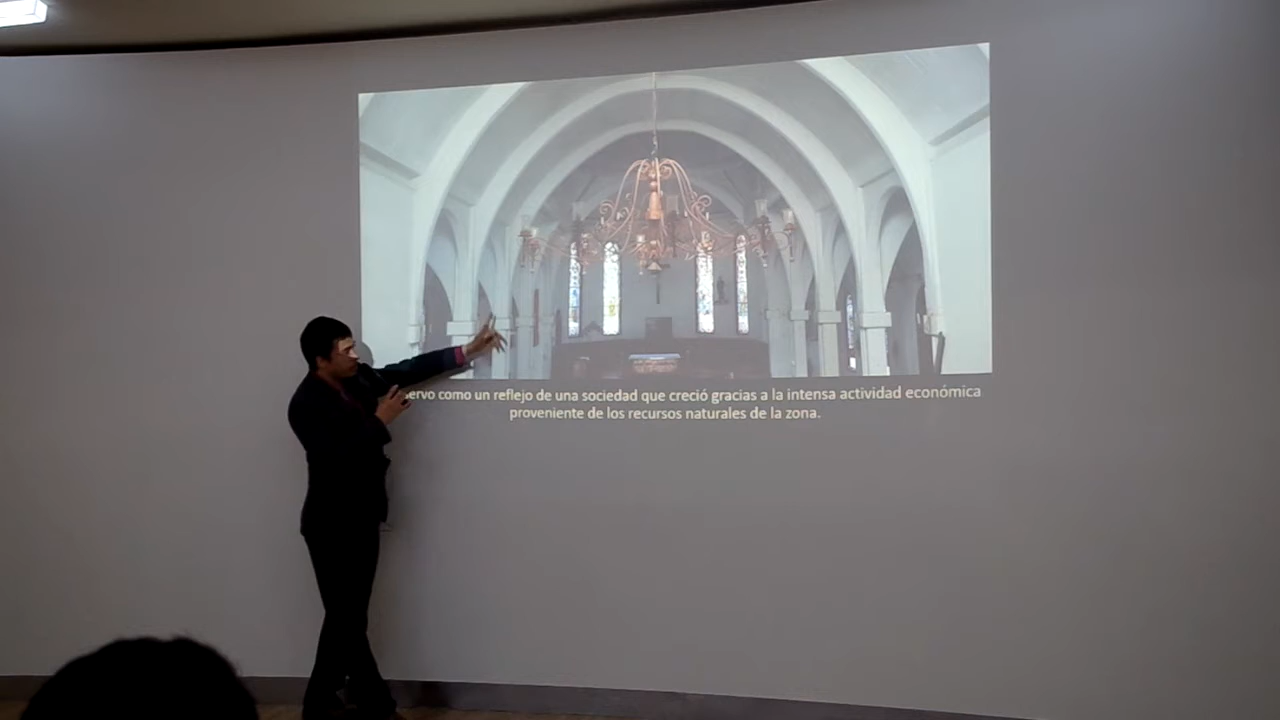 ervo como un reflejo de una sociedad que creció gracias a la intensa actividad económica
proveniente de los recursos naturales de la zona.